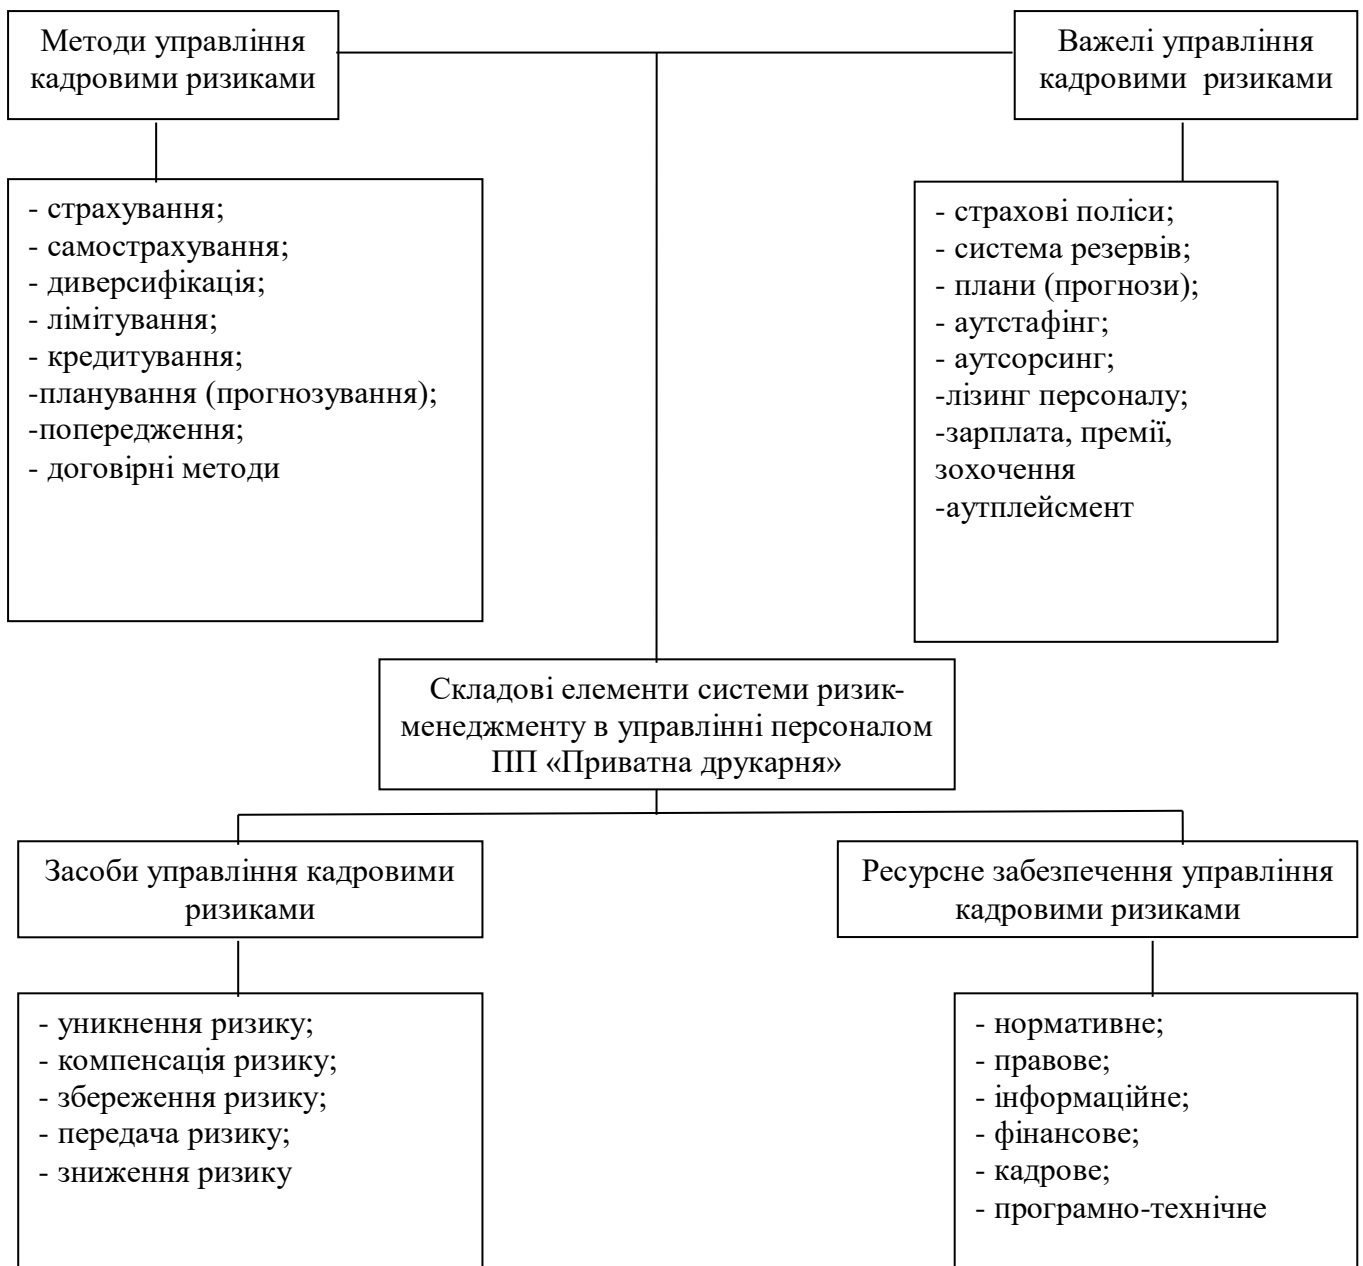 Методи управління
кадровими ризиками
Важелі управління
кадровими ризиками
- страхування;
- самострахування;
- диверсифікація;
- лімітування;
- кредитування;
-планування (прогнозування);
-попередження;
- договірні методи
- страхові поліси;
- система резервів;
- плани (прогнози);
- аутстафінг;
- аутсорсинг;
-лізинг персоналу;
-зарплата, премії,
зохочення
-аутплейсмент
Складові елементи системи ризик-
менеджменту в управлінні персоналом
ПП «Приватна друкарня»
Засоби управління кадровими
ризиками
Ресурсне забезпечення управління
кадровими ризиками
- уникнення ризику;
- компенсація ризику;
- збереження ризику;
- передача ризику;
- зниження ризику
- нормативне;
- правове;
- інформаційне;
- фінансове;
- кадрове;
- програмно-технічне